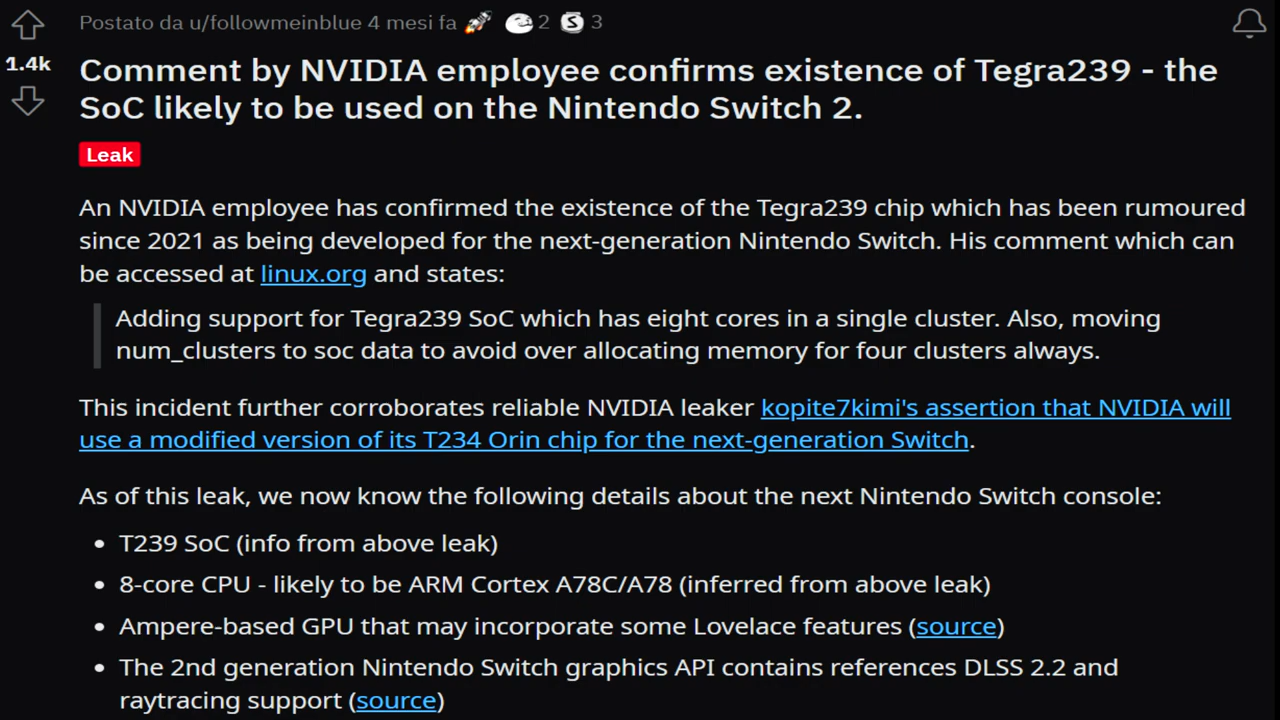 Postato da u/followmeinblue 4 mesi fa 2 3
1.4k
Comment by NVIDIA employee confirms existence of Tegra239 - the
SoC likely to be used on the Nintendo Switch 2.
Leak
An NVIDIA employee has confirmed the existence of the Tegra239 chip which has been rumoured
since 2021 as being developed for the next-generation Nintendo Switch. His comment which can
be accessed at linux.org and states:
Adding support for Tegra239 SoC which has eight cores in a single cluster. Also, moving
num_clusters to soc data to avoid over allocating memory for four clusters always.
This incident further corroborates reliable NVIDIA leaker kopite7kimi's assertion that NVIDIA will
use a modified version of its T234 Orin chip for the next-generation Switch.
As of this leak, we now know the following details about the next Nintendo Switch console:
• T239 SoC (info from above leak)
• 8-core CPU - likely to be ARM Cortex A78C/A78 (inferred from above leak)
• Ampere-based GPU that may incorporate some Lovelace features (source)
• The 2nd generation Nintendo Switch graphics API contains references DLSS 2.2 and
raytracing support (source)